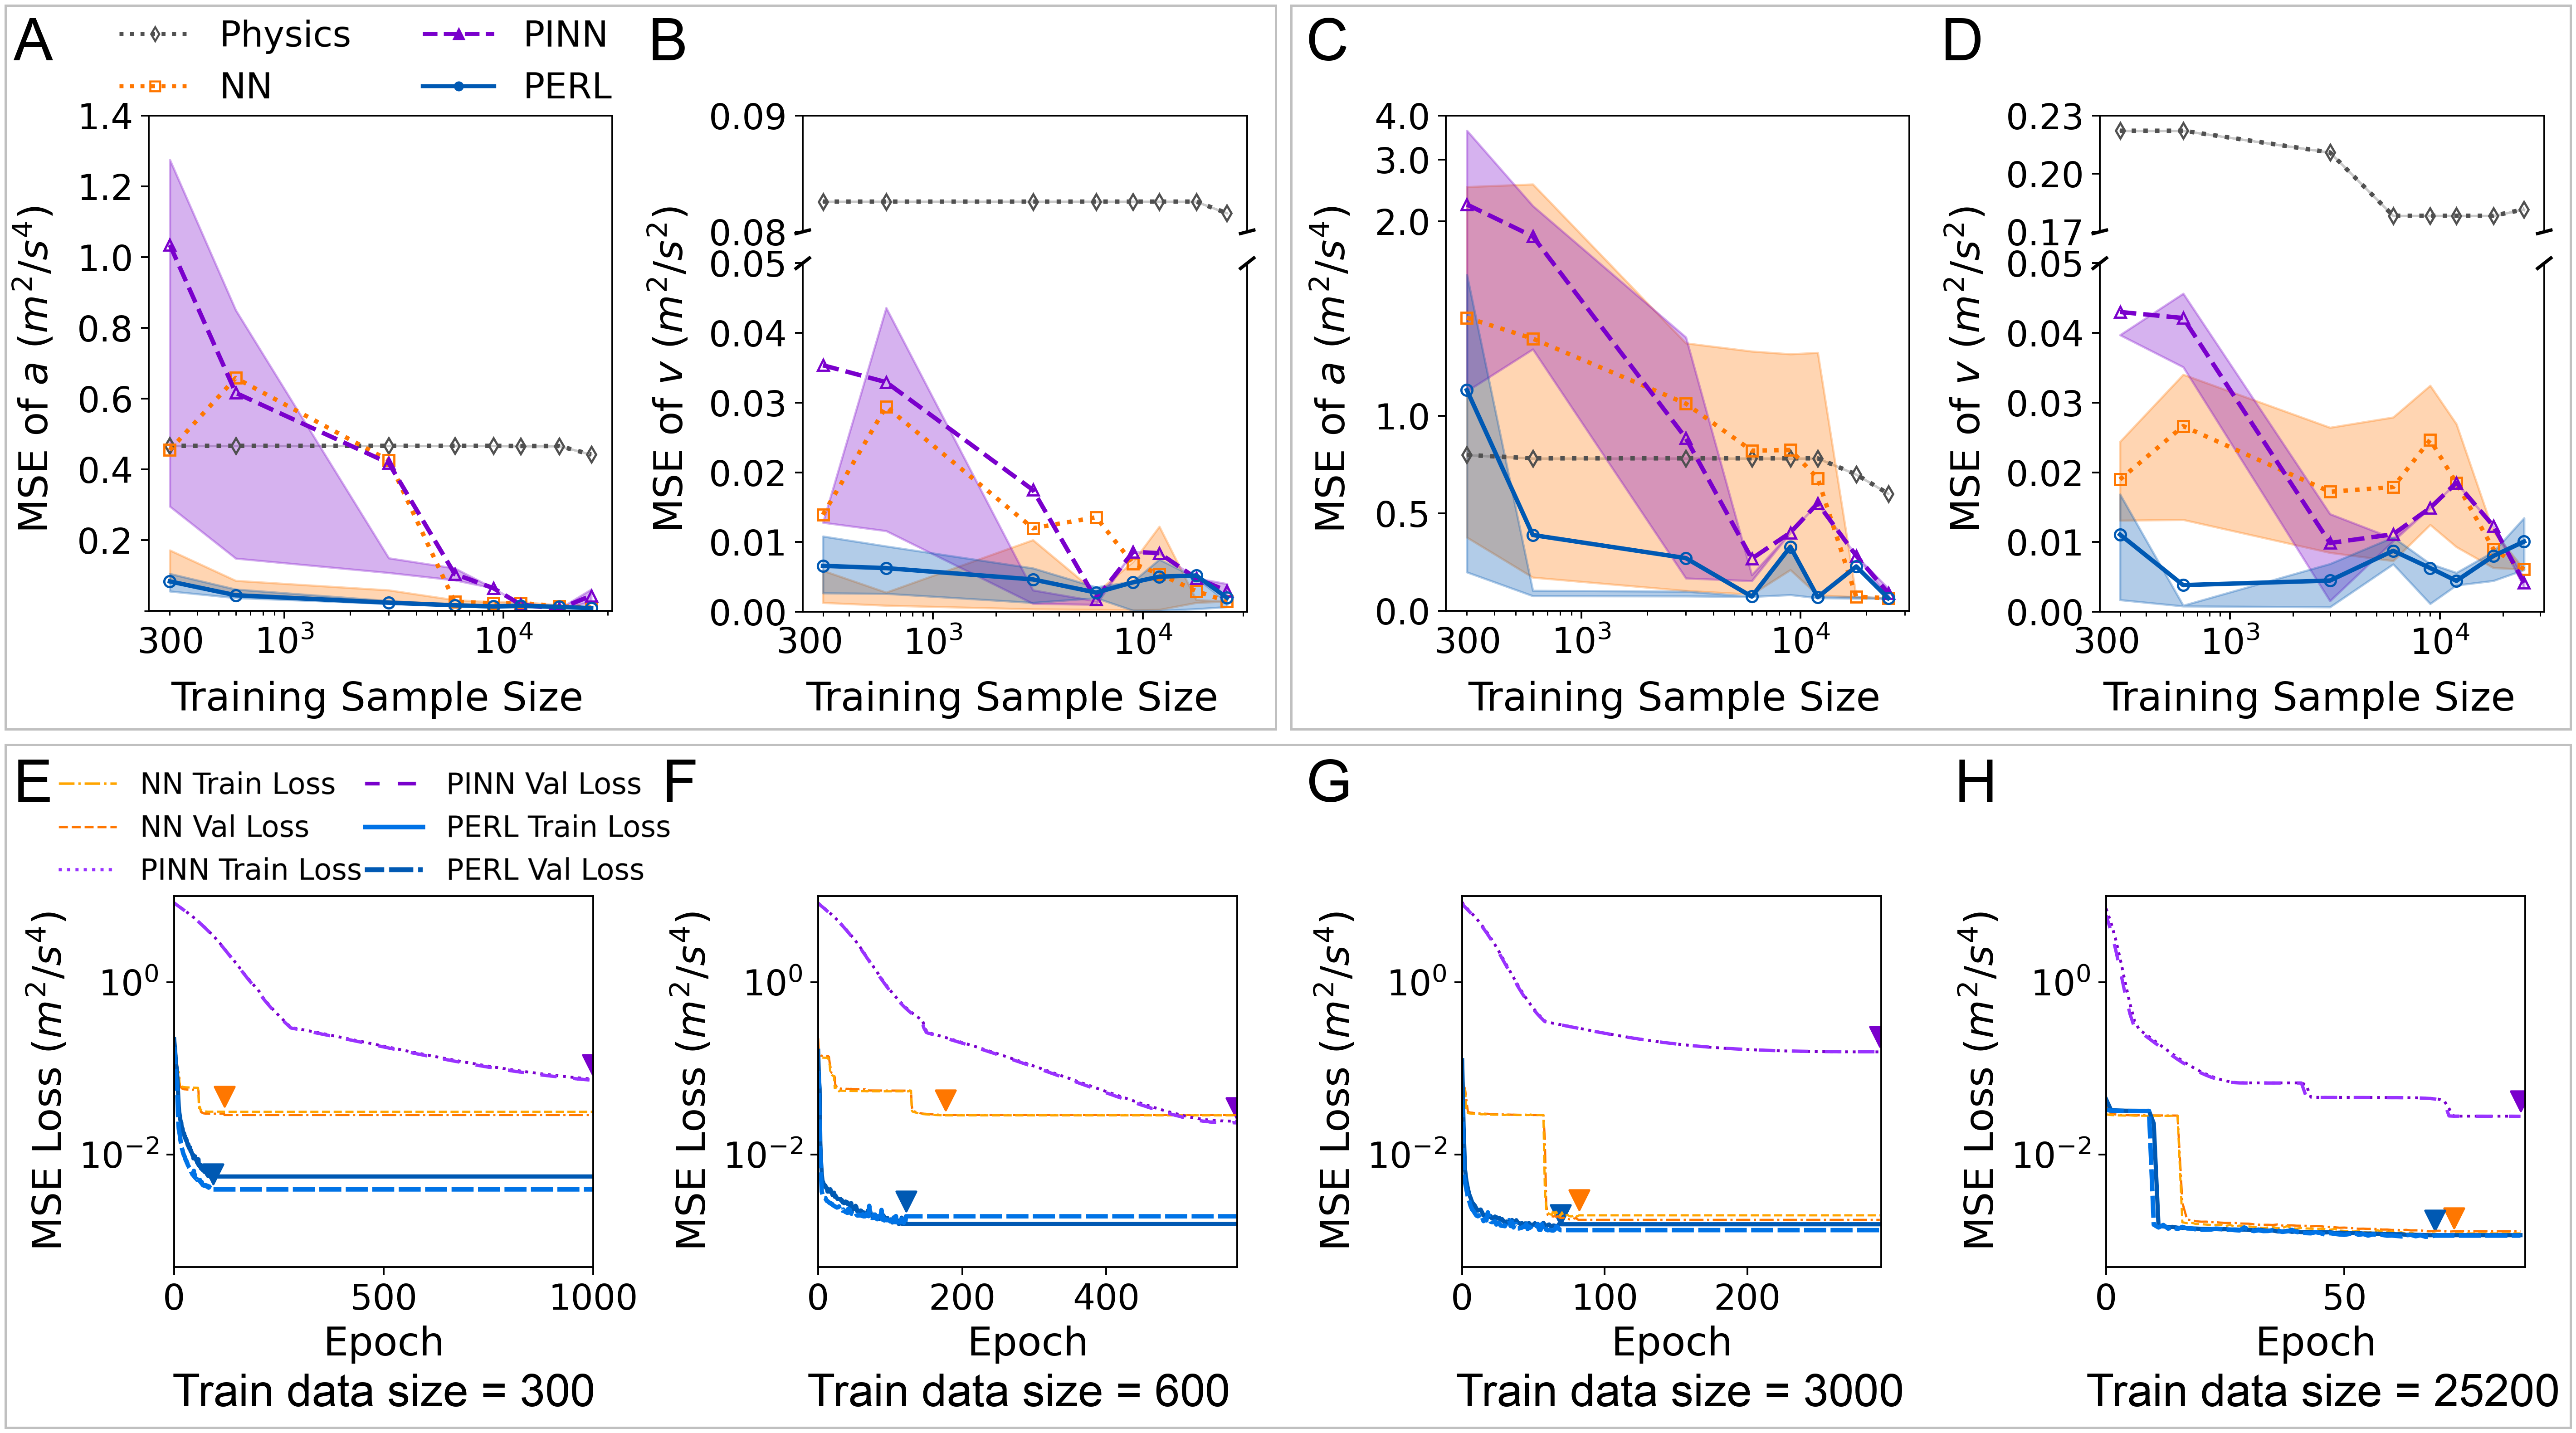 A
Physics
NN
PINN
PERL
MSE of a (m²/s⁴)
1.4
1.2
1.0
0.8
0.6
0.4
0.2
300 10³ 10⁴
Training Sample Size
B
MSE of v (m²/s²)
0.09
0.08
0.05
0.04
0.03
0.02
0.01
0.00
300 10³ 10⁴
Training Sample Size
C
MSE of a (m²/s⁴)
4.0
3.0
2.0
1.0
0.5
0.0
300 10³ 10⁴
Training Sample Size
D
MSE of v (m²/s²)
0.23
0.20
0.17
0.05
0.04
0.03
0.02
0.01
0.00
300 10³ 10⁴
Training Sample Size
E
NN Train Loss
NN Val Loss
PINN Train Loss
PINN Val Loss
PERL Train Loss
PERL Val Loss
MSE Loss (m²/s⁴)
10⁰
10⁻²
0 500 1000
Epoch
Train data size = 300
F
MSE Loss (m²/s⁴)
10⁰
10⁻²
0 200 400
Epoch
Train data size = 600
G
MSE Loss (m²/s⁴)
10⁰
10⁻²
0 100 200
Epoch
Train data size = 3000
H
MSE Loss (m²/s⁴)
10⁰
10⁻²
0 50
Epoch
Train data size = 25200